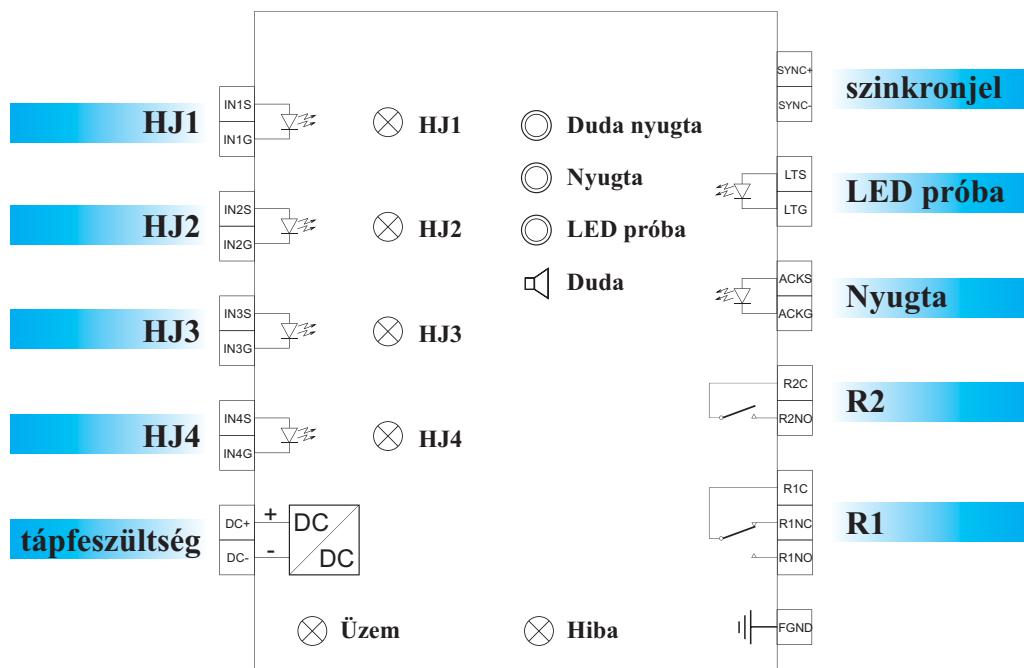 HJ1
HJ2
HJ3
HJ4
tápfeszültség
IN1S
IN1G
IN2S
IN2G
IN3S
IN3G
IN4S
IN4G
DC+
DC-
+
-
DC
DC
HJ1
HJ2
HJ3
HJ4
Duda nyugta
Nyugta
LED próba
Duda
Üzem
Hiba
SYNC+
SYNC-
LTS
LTG
ACKS
ACKG
R2C
R2NO
R1C
R1NC
R1NO
FGND
szinkronjel
LED próba
Nyugta
R2
R1